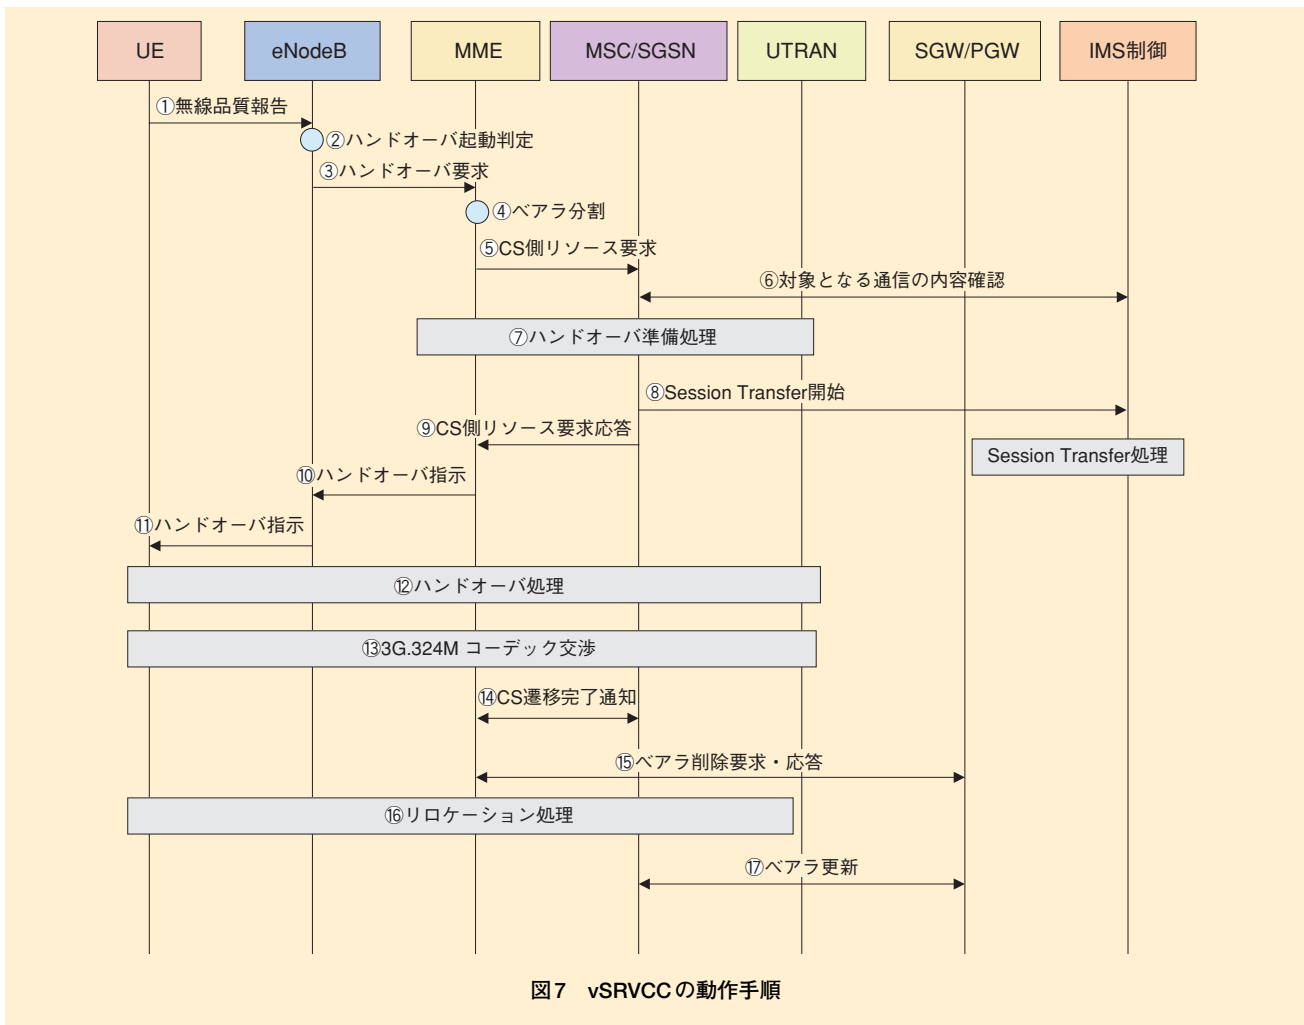 UE eNodeB MME MSC/SGSN UTRAN SGW/PGW IMS制御
①無線品質報告
②ハンドオーバ起動判定
③ハンドオーバ要求
④ベアラ分割
⑤CS側リソース要求
⑥対象となる通信の内容確認
⑦ハンドオーバ準備処理
⑧Session Transfer開始
⑨CS側リソース要求応答
Session Transfer処理
⑩ハンドオーバ指示
⑪ハンドオーバ指示
⑫ハンドオーバ処理
⑬3G.324M コーデック交渉
⑭CS遷移完了通知
⑮ベアラ削除要求・応答
⑯リロケーション処理
⑰ベアラ更新
図7 vSRVCCの動作手順